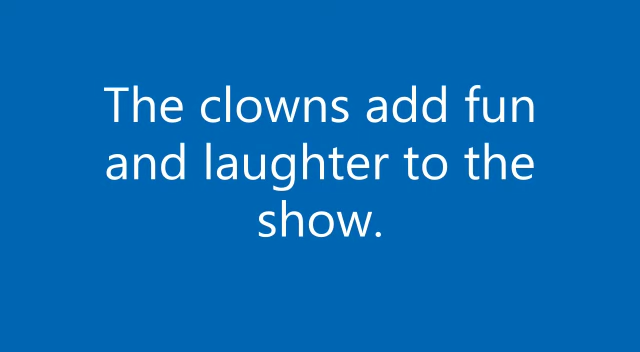 The clowns add fun
and laughter to the
show.